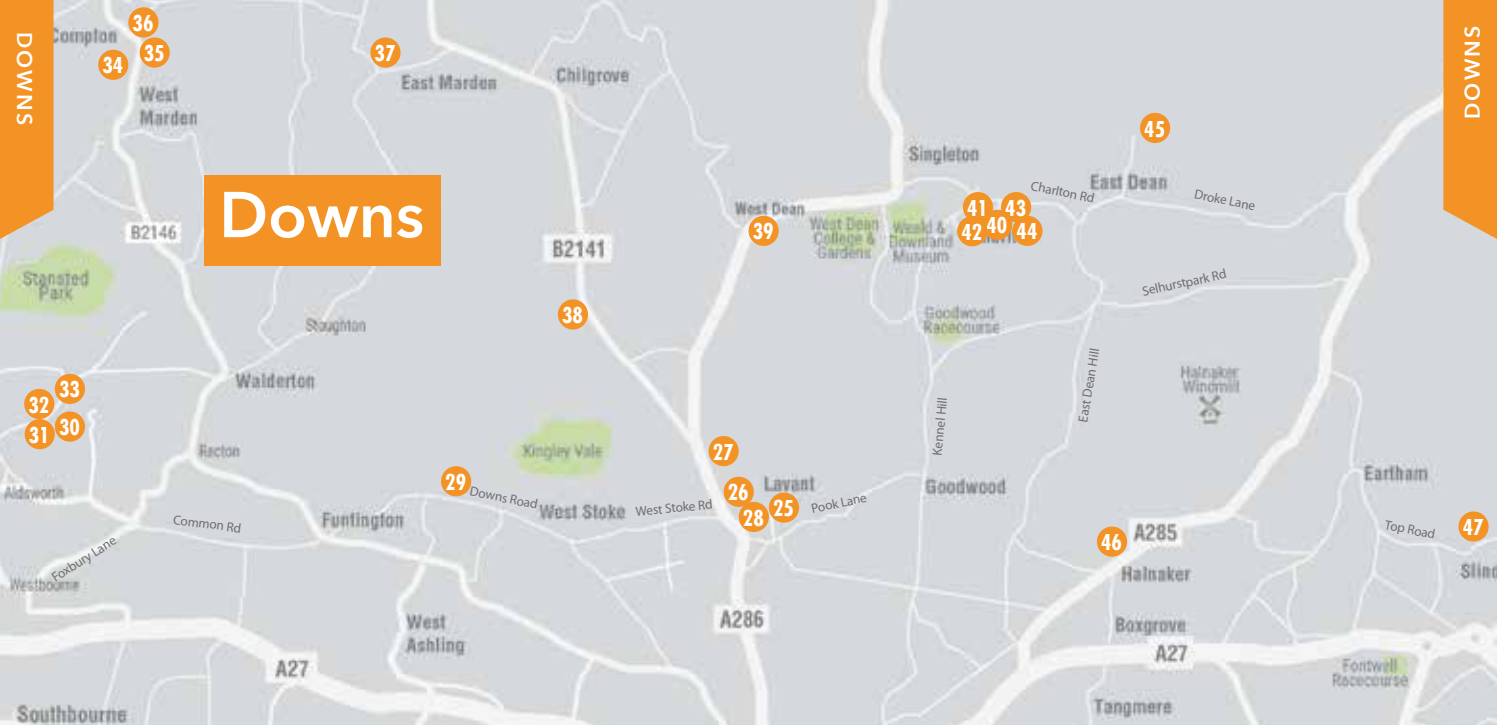 DOWNS
DOWNS
Downs
36
Compton
35
34
37
West
Marden
East Marden
Chilgrove
45
Singleton
East Dean
Charlton Rd
Droke Lane
West Dean
39
41
43
42
40
44
West Dean
College &
Gardens
Weald &
Downland
Museum
B2146
B2141
Stansted
Park
Selhurstpark Rd
38
Stoughton
Goodwood
Racecourse
Walderton
33
32
31
30
East Dean Hill
Halnaker
Windmill
Kennel Hill
Racton
Kingley Vale
27
29
Downs Road
26
Lavant
25
28
Pook Lane
Goodwood
Eartham
Aldsworth
Common Rd
Funtington
West Stoke
West Stoke Rd
46
A285
Top Road
47
Foxbury Lane
Westbourne
Halnaker
Slind
West
Ashling
A286
Boxgrove
A27
A27
Fontwell
Racecourse
Southbourne
Tangmere